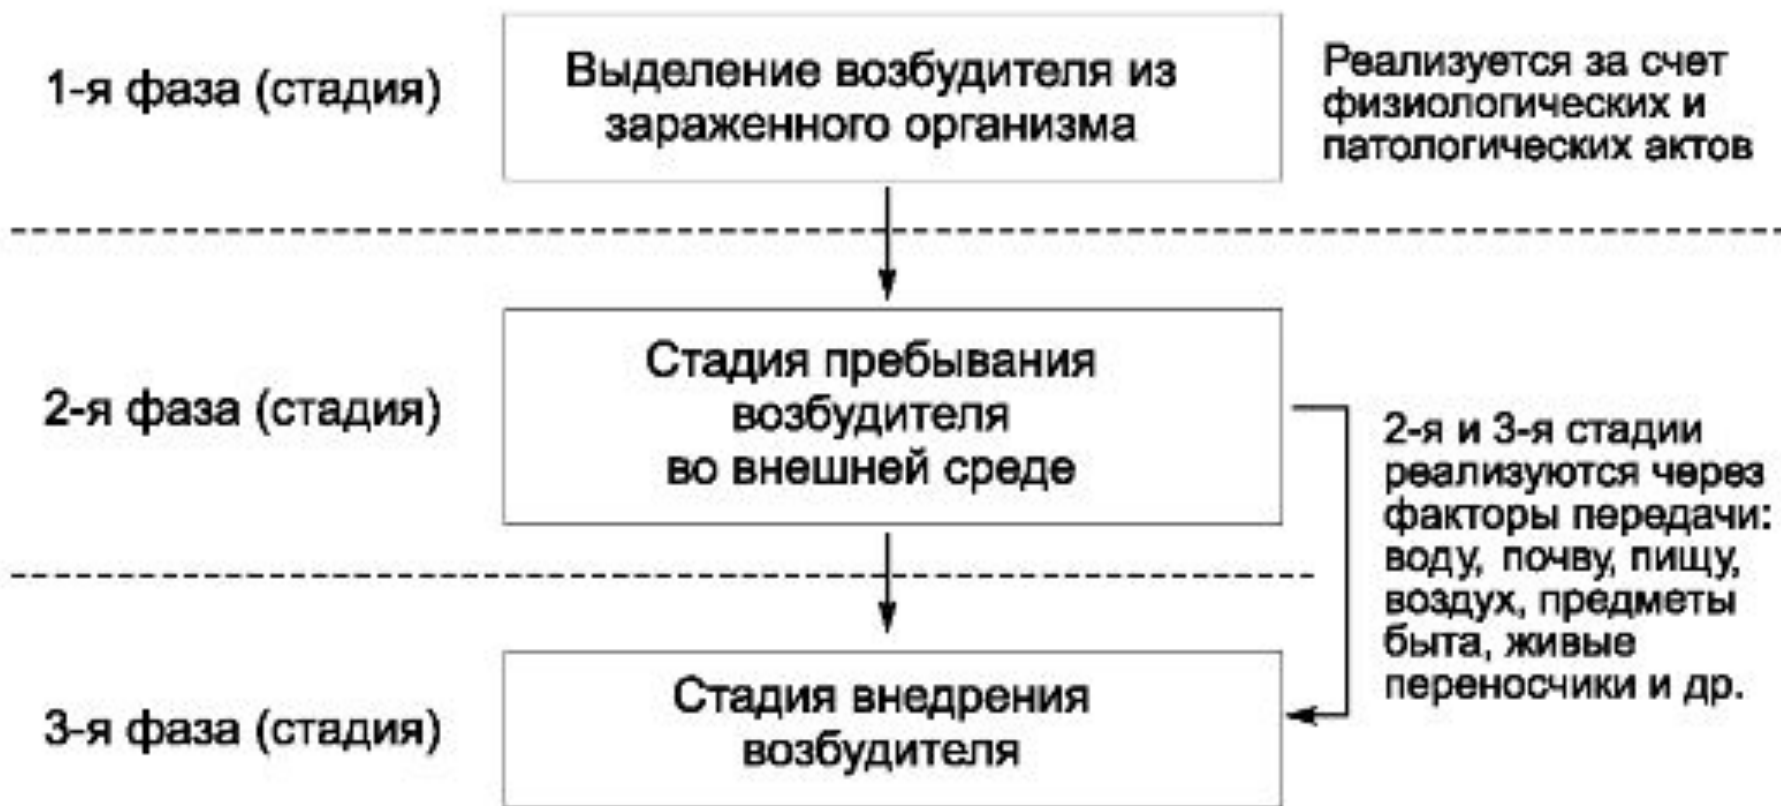 1-я фаза (стадия)
Выделение возбудителя из
зараженного организма
Реализуется за счет
физиологических и
патологических актов
2-я фаза (стадия)
Стадия пребывания
возбудителя
во внешней среде
2-я и 3-я стадии
реализуются через
факторы передачи:
воду, почву, пищу,
воздух, предметы
быта, живые
переносчики и др.
3-я фаза (стадия)
Стадия внедрения
возбудителя